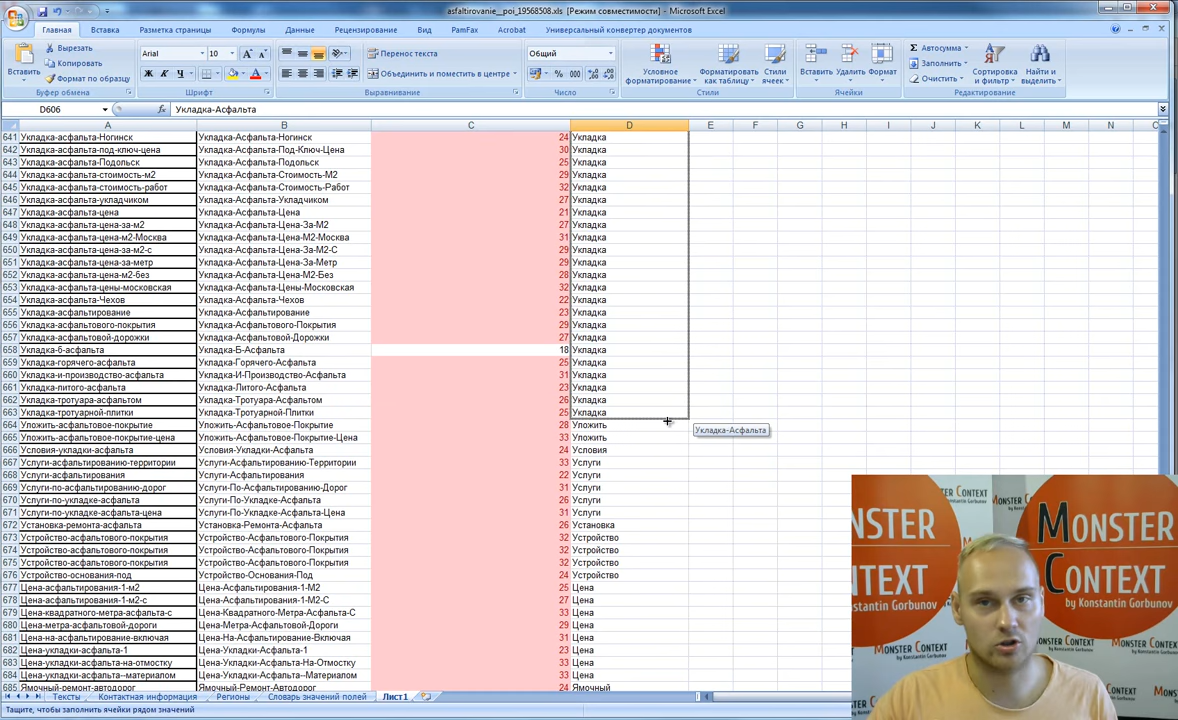 asfaltirovanie__poi_19568508.xls [Режим совместимости] - Microsoft Excel
Главная Вставка Разметка страницы Формулы Данные Рецензирование Вид PamFax Acrobat Универсальный конвертер документов
Вставить Вырезать Копировать Формат по образцу Буфер обмена
Arial 10 Ж К Ч Шрифт
Перенос текста Объединить и поместить в центре Выравнивание
Общий Число
Условное форматирование Форматировать как таблицу Стили ячеек Стили
Вставить Удалить Формат Ячейки
Автосумма Заполнить Очистить Сортировка и фильтр Найти и выделить Редактирование
D606 fx Укладка-Асфальта
A B C D E F G H I J K L M N
641 Укладка-асфальта-Ногинск Укладка-Асфальта-Ногинск 24 Укладка
642 Укладка-асфальта-под-ключ-цена Укладка-Асфальта-Под-Ключ-Цена 30 Укладка
643 Укладка-асфальта-Подольск Укладка-Асфальта-Подольск 25 Укладка
644 Укладка-асфальта-стоимость-м2 Укладка-Асфальта-Стоимость-М2 29 Укладка
645 Укладка-асфальта-стоимость-работ Укладка-Асфальта-Стоимость-Работ 32 Укладка
646 Укладка-асфальта-укладчиком Укладка-Асфальта-Укладчиком 27 Укладка
647 Укладка-асфальта-цена Укладка-Асфальта-Цена 21 Укладка
648 Укладка-асфальта-цена-за-м2 Укладка-Асфальта-Цена-За-М2 27 Укладка
649 Укладка-асфальта-цена-м2-Москва Укладка-Асфальта-Цена-М2-Москва 31 Укладка
650 Укладка-асфальта-цена-за-м2-с Укладка-Асфальта-Цена-За-М2-С 29 Укладка
651 Укладка-асфальта-цена-за-метр Укладка-Асфальта-Цена-За-Метр 29 Укладка
652 Укладка-асфальта-цена-м2-без Укладка-Асфальта-Цена-М2-Без 28 Укладка
653 Укладка-асфальта-цены-московская Укладка-Асфальта-Цены-Московская 32 Укладка
654 Укладка-асфальта-Чехов Укладка-Асфальта-Чехов 22 Укладка
655 Укладка-асфальтирование Укладка-Асфальтирование 23 Укладка
656 Укладка-асфальтового-покрытия Укладка-Асфальтового-Покрытия 29 Укладка
657 Укладка-асфальтовой-дорожки Укладка-Асфальтовой-Дорожки 27 Укладка
658 Укладка-б-асфальта Укладка-Б-Асфальта 18 Укладка
659 Укладка-горячего-асфальта Укладка-Горячего-Асфальта 25 Укладка
660 Укладка-и-производство-асфальта Укладка-И-Производство-Асфальта 31 Укладка
661 Укладка-литого-асфальта Укладка-Литого-Асфальта 23 Укладка
662 Укладка-тротуара-асфальтом Укладка-Тротуара-Асфальтом 26 Укладка
663 Укладка-тротуарной-плитки Укладка-Тротуарной-Плитки 25 Укладка
664 Уложить-асфальтовое-покрытие Уложить-Асфальтовое-Покрытие 28 Уложить
Укладка-Асфальта
665 Уложить-асфальтовое-покрытие-цена Уложить-Асфальтовое-Покрытие-Цена 33 Уложить
666 Условия-укладки-асфальта Условия-Укладки-Асфальта 24 Условия
667 Услуги-асфальтированию-территории Услуги-Асфальтированию-Территории 33 Услуги
668 Услуги-асфальтирования Услуги-Асфальтирования 22 Услуги
669 Услуги-по-асфальтированию-дорог Услуги-По-Асфальтированию-Дорог 31 Услуги
670 Услуги-по-укладке-асфальта Услуги-По-Укладке-Асфальта 26 Услуги
671 Услуги-по-укладке-асфальта-цена Услуги-По-Укладке-Асфальта-Цена 31 Услуги
672 Установка-ремонта-асфальта Установка-Ремонта-Асфальта 26 Установка
673 Устройство-асфальтового-покрытия Устройство-Асфальтового-Покрытия 32 Устройство
674 Устройство-асфальтового-покрытия Устройство-Асфальтового-Покрытия 32 Устройство
675 Устройство-асфальтового-покрытия Устройство-Асфальтового-Покрытия 32 Устройство
676 Устройство-основания-под Устройство-Основания-Под 24 Устройство
677 Цена-асфальтирования-1-м2 Цена-Асфальтирования-1-М2 25 Цена
678 Цена-асфальтирования-1-м2-с Цена-Асфальтирования-1-М2-С 27 Цена
679 Цена-квадратного-метра-асфальта-с Цена-Квадратного-Метра-Асфальта-С 33 Цена
680 Цена-метра-асфальтовой-дороги Цена-Метра-Асфальтовой-Дороги 29 Цена
681 Цена-на-асфальтирование-включая Цена-На-Асфальтирование-Включая 31 Цена
682 Цена-укладки-асфальта-1 Цена-Укладки-Асфальта-1 23 Цена
683 Цена-укладки-асфальта-на-отмостку Цена-Укладки-Асфальта-На-Отмостку 33 Цена
684 Цена-укладки-асфальта--материалом Цена-Укладки-Асфальта--Материалом 33 Цена
685 Ямочный-ремонт-автодорог Ямочный-Ремонт-Автодорог 24 Ямочный
Тексты Контактная информация Регионы Словарь значений полей Лист1
Тащите, чтобы заполнить ячейки рядом значений
MONSTER CONTEXT
by Konstantin Gorbunov